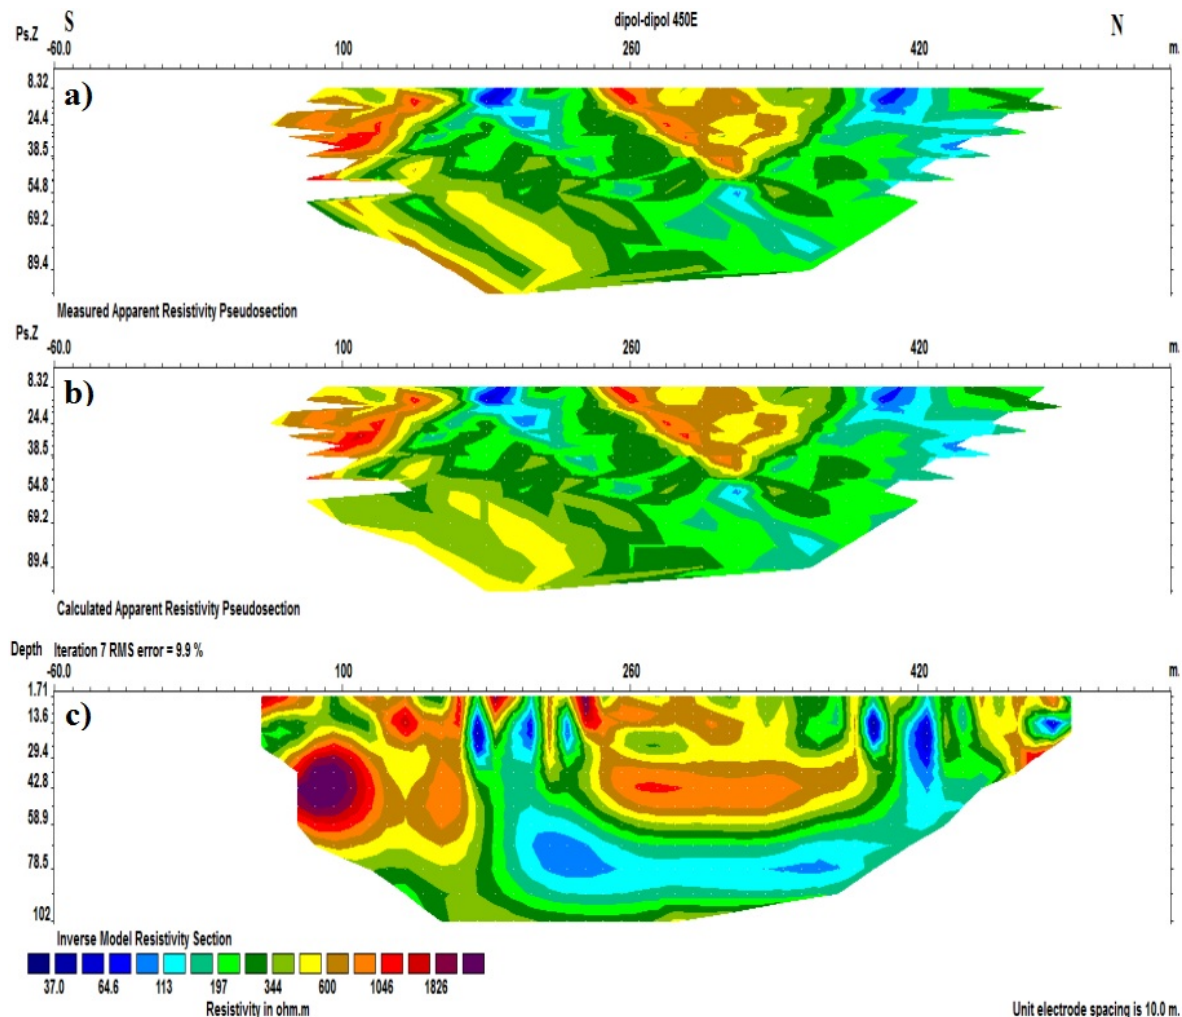 S dipol-dipol 450E N
Ps.Z
-60.0 100 260 420 m.
8.32
a)
24.4
38.5
54.8
69.2
89.4
Measured Apparent Resistivity Pseudosection
Ps.Z
-60.0 100 260 420 m.
8.32
b)
24.4
38.5
54.8
69.2
89.4
Calculated Apparent Resistivity Pseudosection
Depth Iteration 7 RMS error = 9.9 %
-60.0 100 260 420 m.
1.71
c)
13.6
29.4
42.8
58.9
78.5
102
Inverse Model Resistivity Section
37.0 64.6 113 197 344 600 1046 1826
Resistivity in ohm.m Unit electrode spacing is 10.0 m.